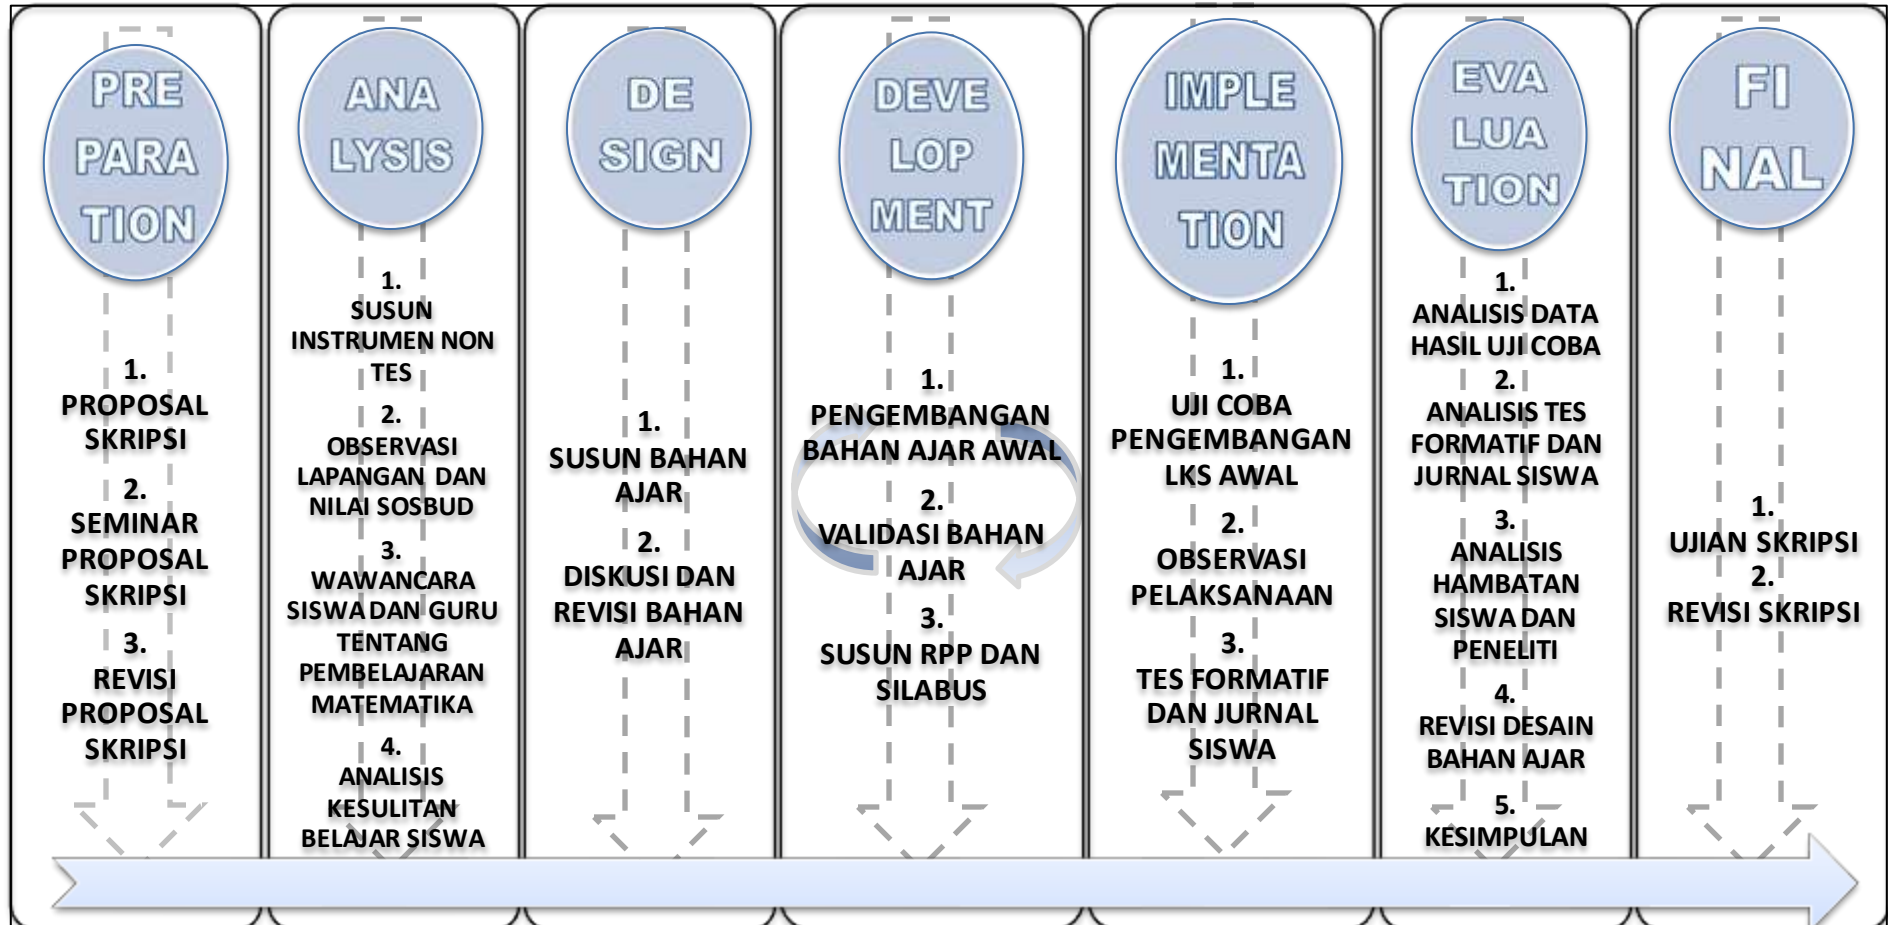 PRE
PARA
TION
1.
PROPOSAL
SKRIPSI
2.
SEMINAR
PROPOSAL
SKRIPSI
3.
REVISI
PROPOSAL
SKRIPSI
ANA
LYSIS
1.
SUSUN
INSTRUMEN NON
TES
2.
OBSERVASI
LAPANGAN DAN
NILAI SOSBUD
3.
WAWANCARA
SISWA DAN GURU
TENTANG
PEMBELAJARAN
MATEMATIKA
4.
ANALISIS
KESULITAN
BELAJAR SISWA
DE
SIGN
1.
SUSUN BAHAN
AJAR
2.
DISKUSI DAN
REVISI BAHAN
AJAR
DEVE
LOP
MENT
1.
PENGEMBANGAN
BAHAN AJAR AWAL
2.
VALIDASI BAHAN
AJAR
3.
SUSUN RPP DAN
SILABUS
IMPLE
MENTA
TION
1.
UJI COBA
PENGEMBANGAN
LKS AWAL
2.
OBSERVASI
PELAKSANAAN
3.
TES FORMATIF
DAN JURNAL
SISWA
EVA
LUA
TION
1.
ANALISIS DATA
HASIL UJI COBA
2.
ANALISIS TES
FORMATIF DAN
JURNAL SISWA
3.
ANALISIS
HAMBATAN
SISWA DAN
PENELITI
4.
REVISI DESAIN
BAHAN AJAR
5.
KESIMPULAN
FI
NAL
1.
UJIAN SKRIPSI
2.
REVISI SKRIPSI